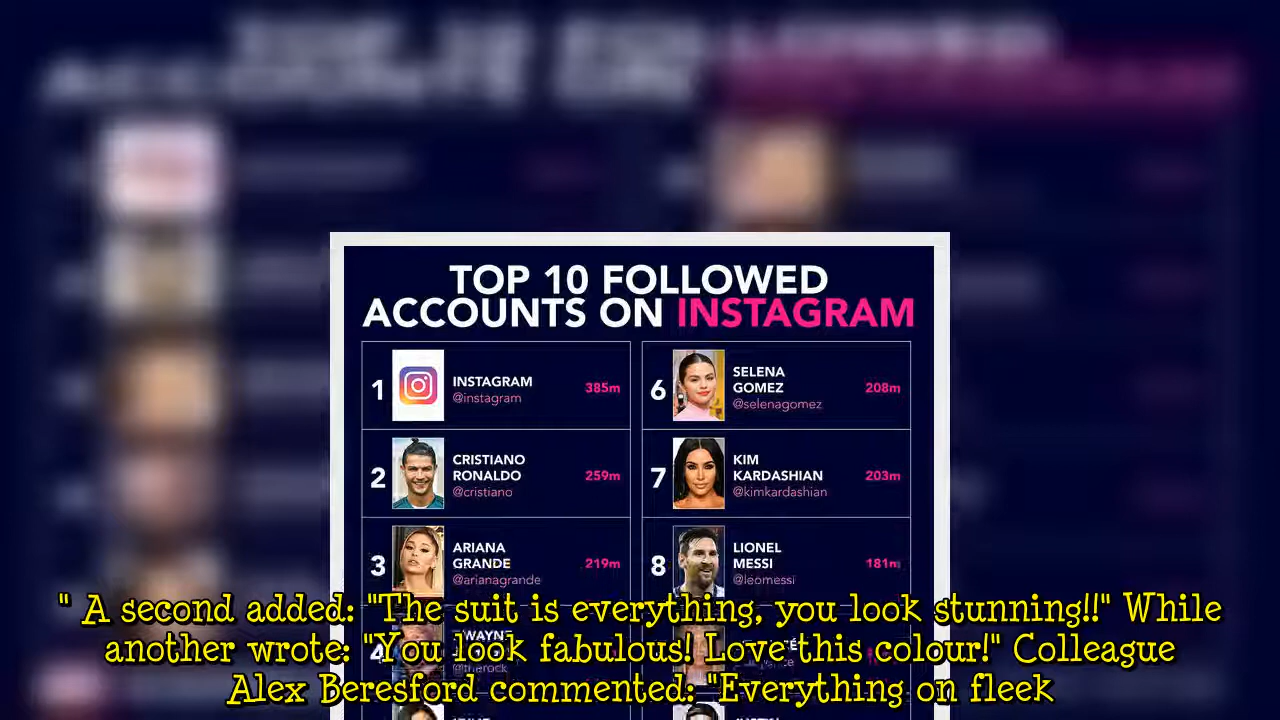 TOP 10 FOLLOWED
ACCOUNTS ON INSTAGRAM
1
INSTAGRAM
@instagram
385m
2
CRISTIANO
RONALDO
@cristiano
259m
3
ARIANA
GRANDE
@arianagrande
219m
4
@therock
6
SELENA
GOMEZ
@selenagomez
208m
7
KIM
KARDASHIAN
@kimkardashian
203m
8
LIONEL
MESSI
@leomessi
181m
" A second added: "The suit is everything, you look stunning!!" While
another wrote: "You look fabulous! Love this colour!" Colleague
Alex Beresford commented: "Everything on fleek